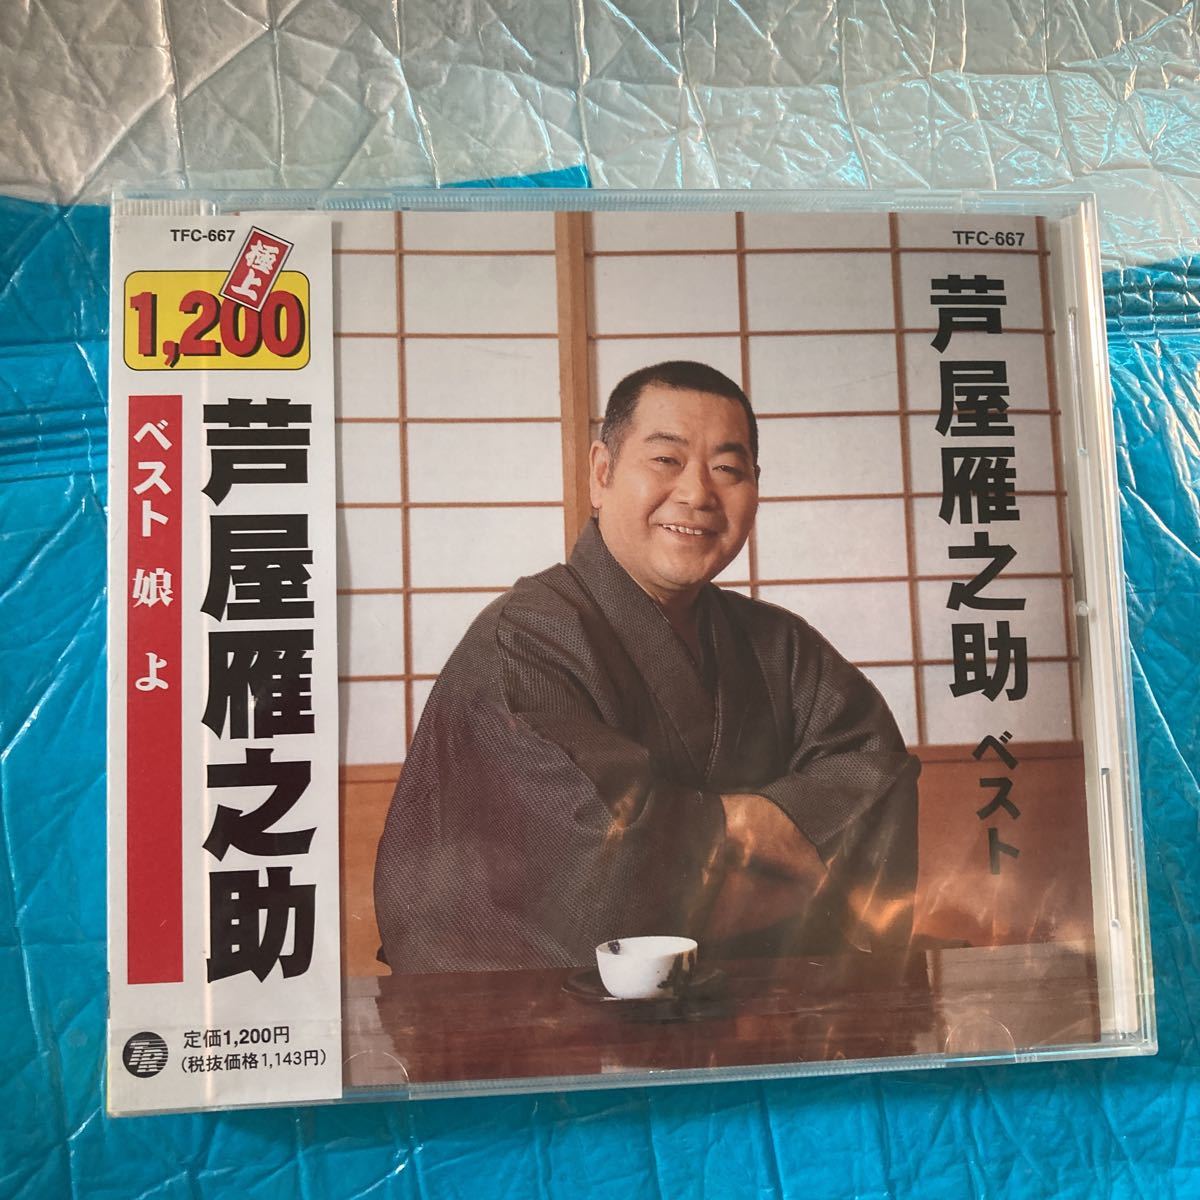 TFC-667
極上
1,200
芦屋雁之助
ベスト 娘よ
定価1,200円
(税抜価格1,143円)
TFC-667
芦屋雁之助 ベスト